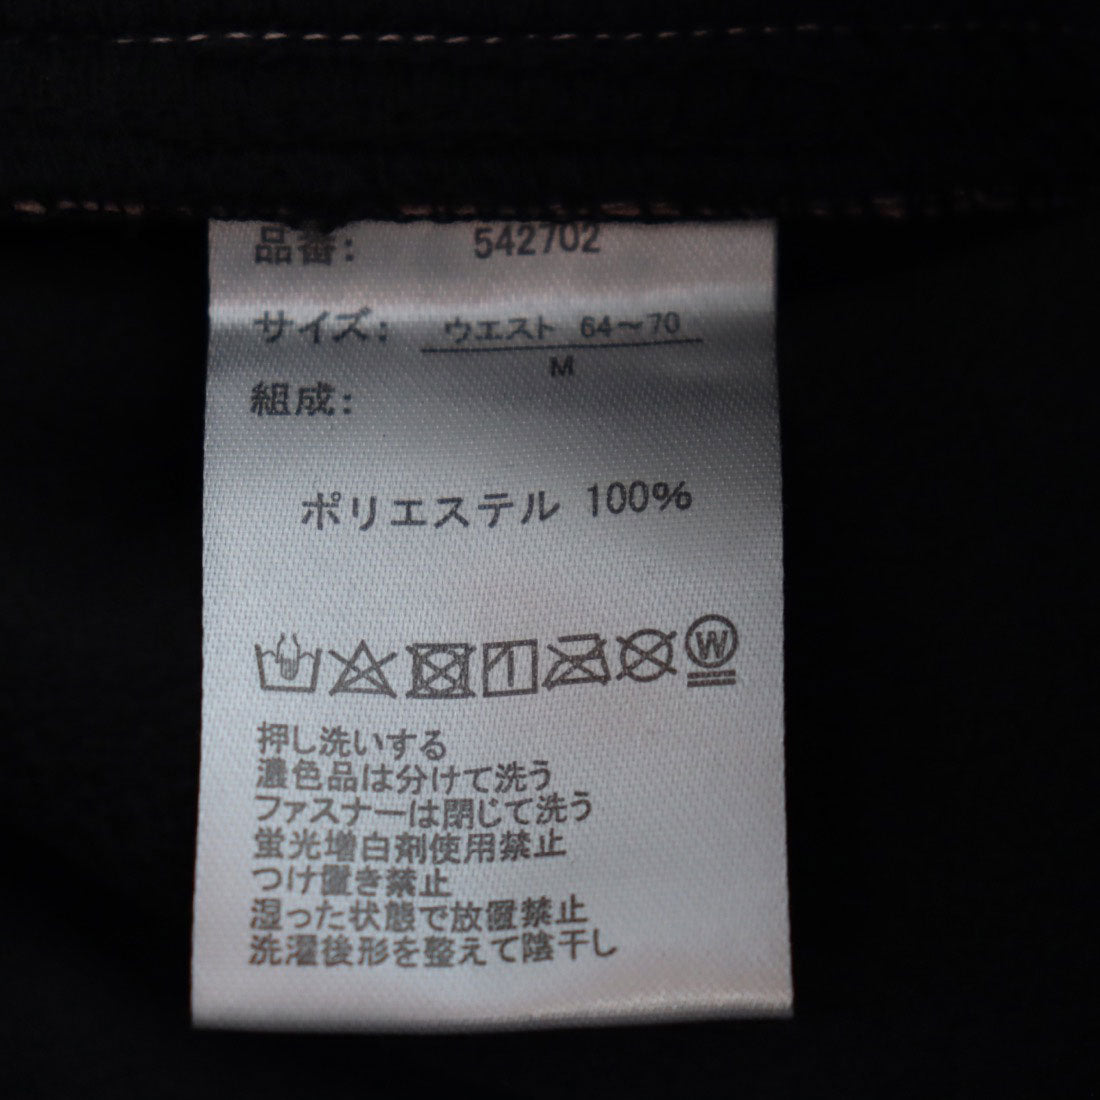 品番: 542702
サイズ: ウエスト 64～70
M
組成:
ポリエステル 100%
W
押し洗いする
濃色品は分けて洗う
ファスナーは閉じて洗う
蛍光増白剤使用禁止
つけ置き禁止
湿った状態で放置禁止
洗濯後形を整えて陰干し